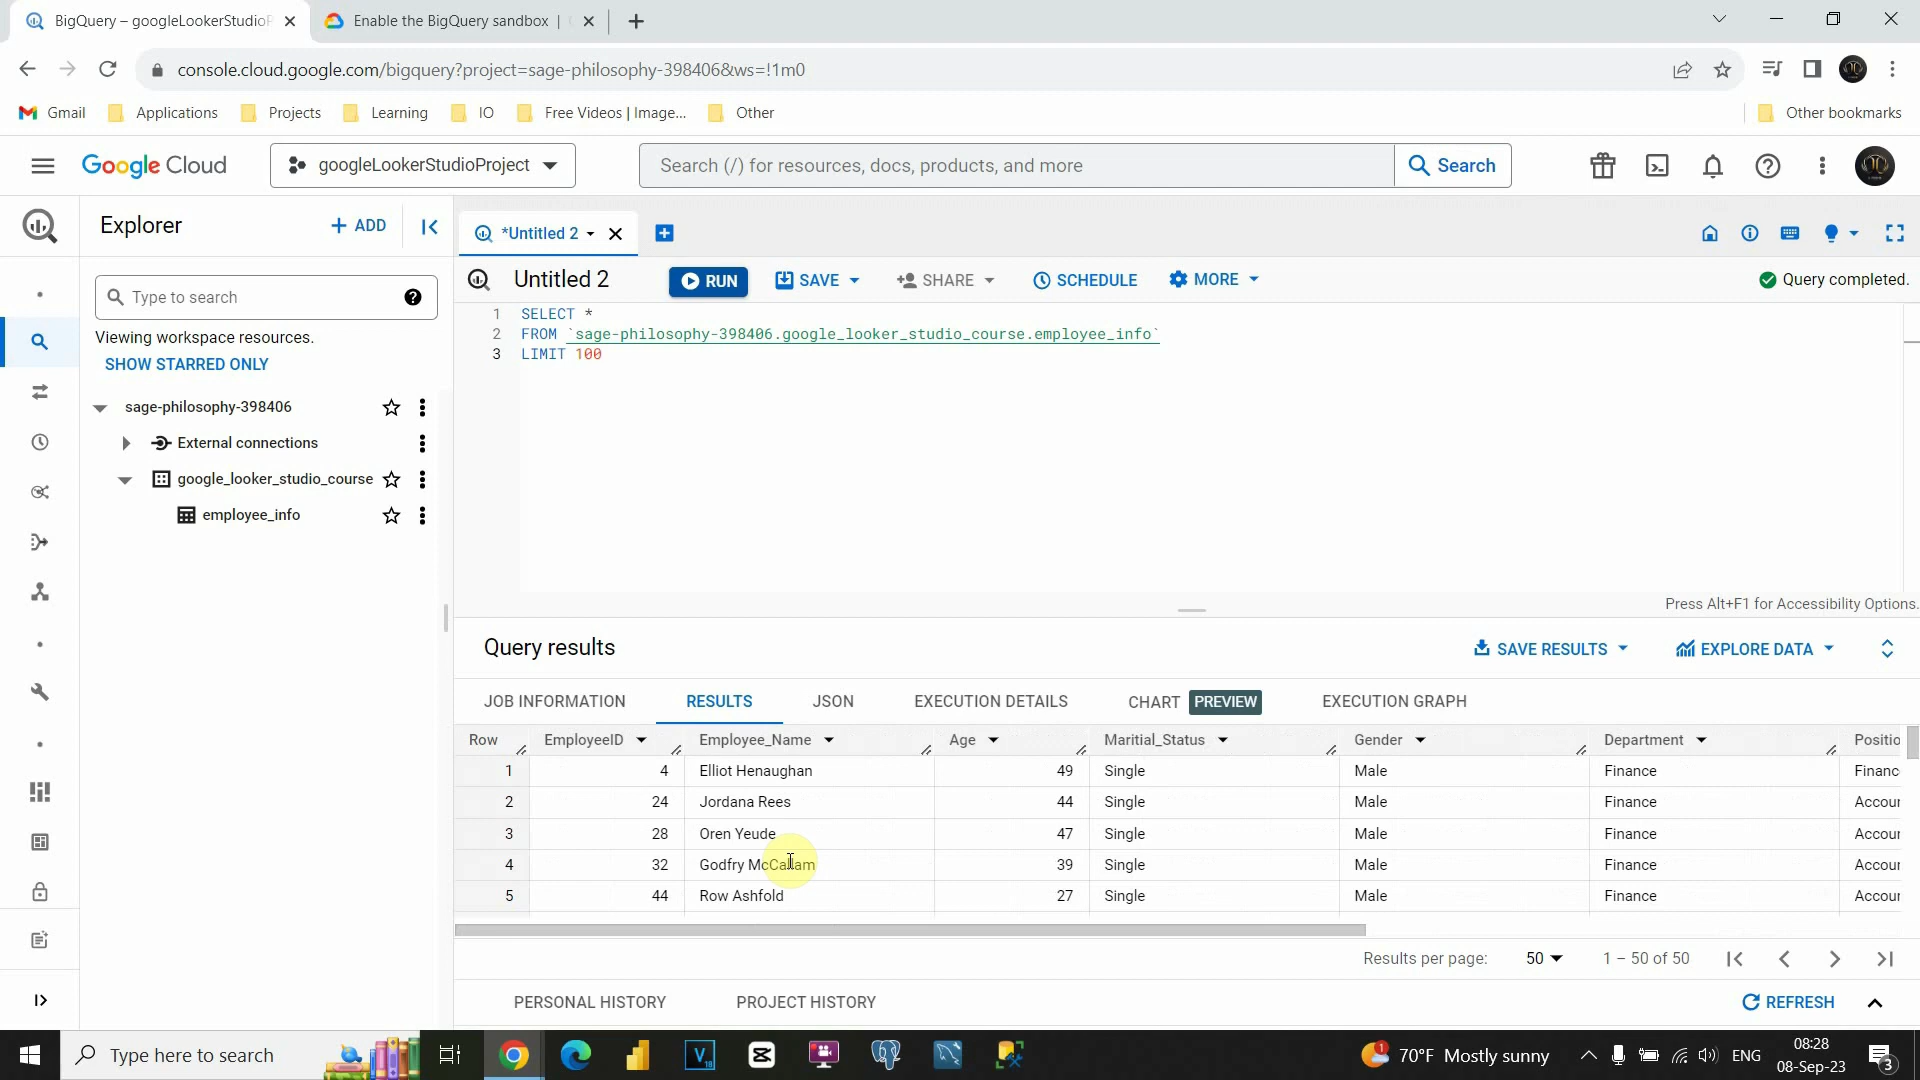 BigQuery – googleLookerStudioP
Enable the BigQuery sandbox |
console.cloud.google.com/bigquery?project=sage-philosophy-398406&ws=!1m0
Gmail
Applications
Projects
Learning
IO
Free Videos | Image...
Other
Other bookmarks
Google Cloud
googleLookerStudioProject
Search (/) for resources, docs, products, and more
Search
Explorer
+ ADD
*Untitled 2
Untitled 2
RUN
SAVE
SHARE
SCHEDULE
MORE
Query completed.
Type to search
Viewing workspace resources.
SHOW STARRED ONLY
sage-philosophy-398406
External connections
google_looker_studio_course
employee_info
1 SELECT *
2 FROM `sage-philosophy-398406.google_looker_studio_course.employee_info`
3 LIMIT 100
Press Alt+F1 for Accessibility Options.
Query results
SAVE RESULTS
EXPLORE DATA
JOB INFORMATION
RESULTS
JSON
EXECUTION DETAILS
CHART PREVIEW
EXECUTION GRAPH
Row EmployeeID Employee_Name Age Maritial_Status Gender Department Positio
1 4 Elliot Henaughan 49 Single Male Finance Financ
2 24 Jordana Rees 44 Single Male Finance Accour
3 28 Oren Yeude 47 Single Male Finance Accour
4 32 Godfry McCallam 39 Single Male Finance Accour
5 44 Row Ashfold 27 Single Male Finance Accour
Results per page: 50 1 – 50 of 50
PERSONAL HISTORY
PROJECT HISTORY
REFRESH
Type here to search
70°F Mostly sunny
ENG
08:28
08-Sep-23
3